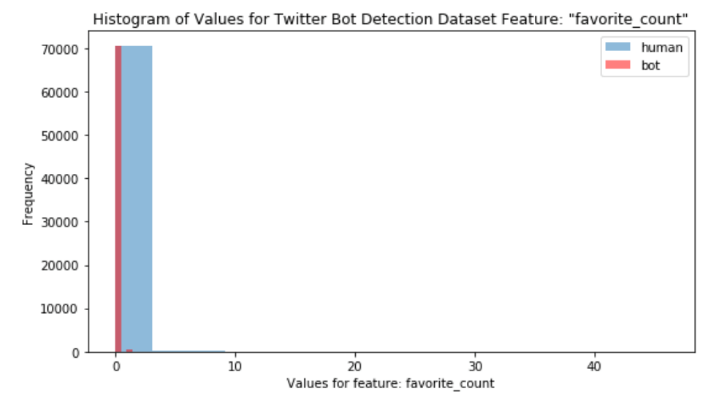 Histogram of Values for Twitter Bot Detection Dataset Feature: "favorite_count"
human
bot
70000
60000
50000
40000
30000
20000
10000
0
Frequency
0 10 20 30 40
Values for feature: favorite_count